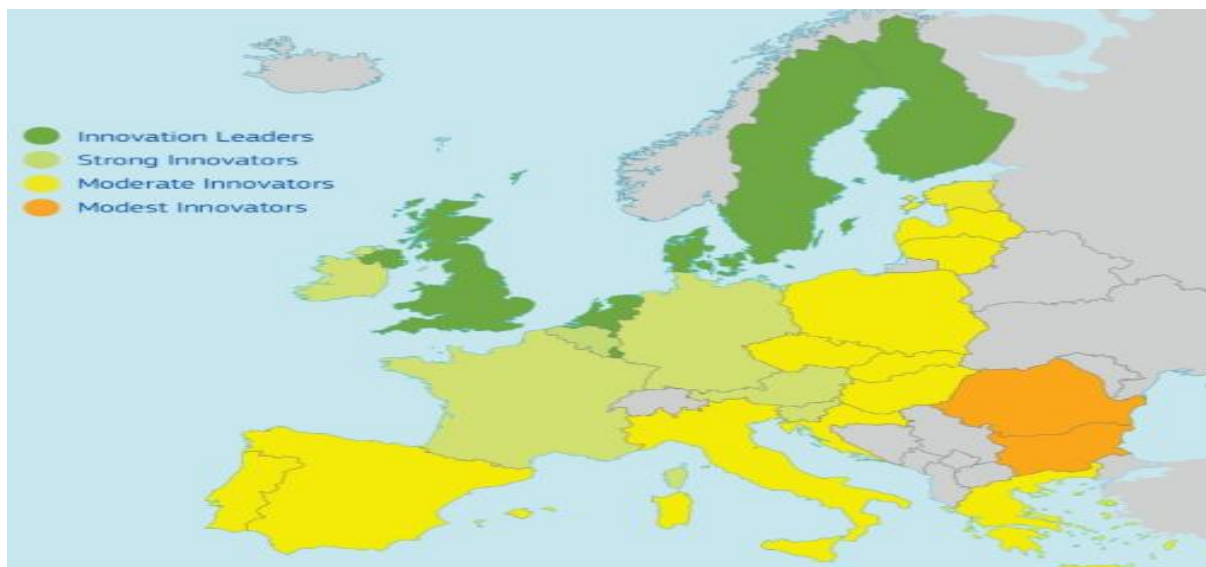 Innovation Leaders
Strong Innovators
Moderate Innovators
Modest Innovators